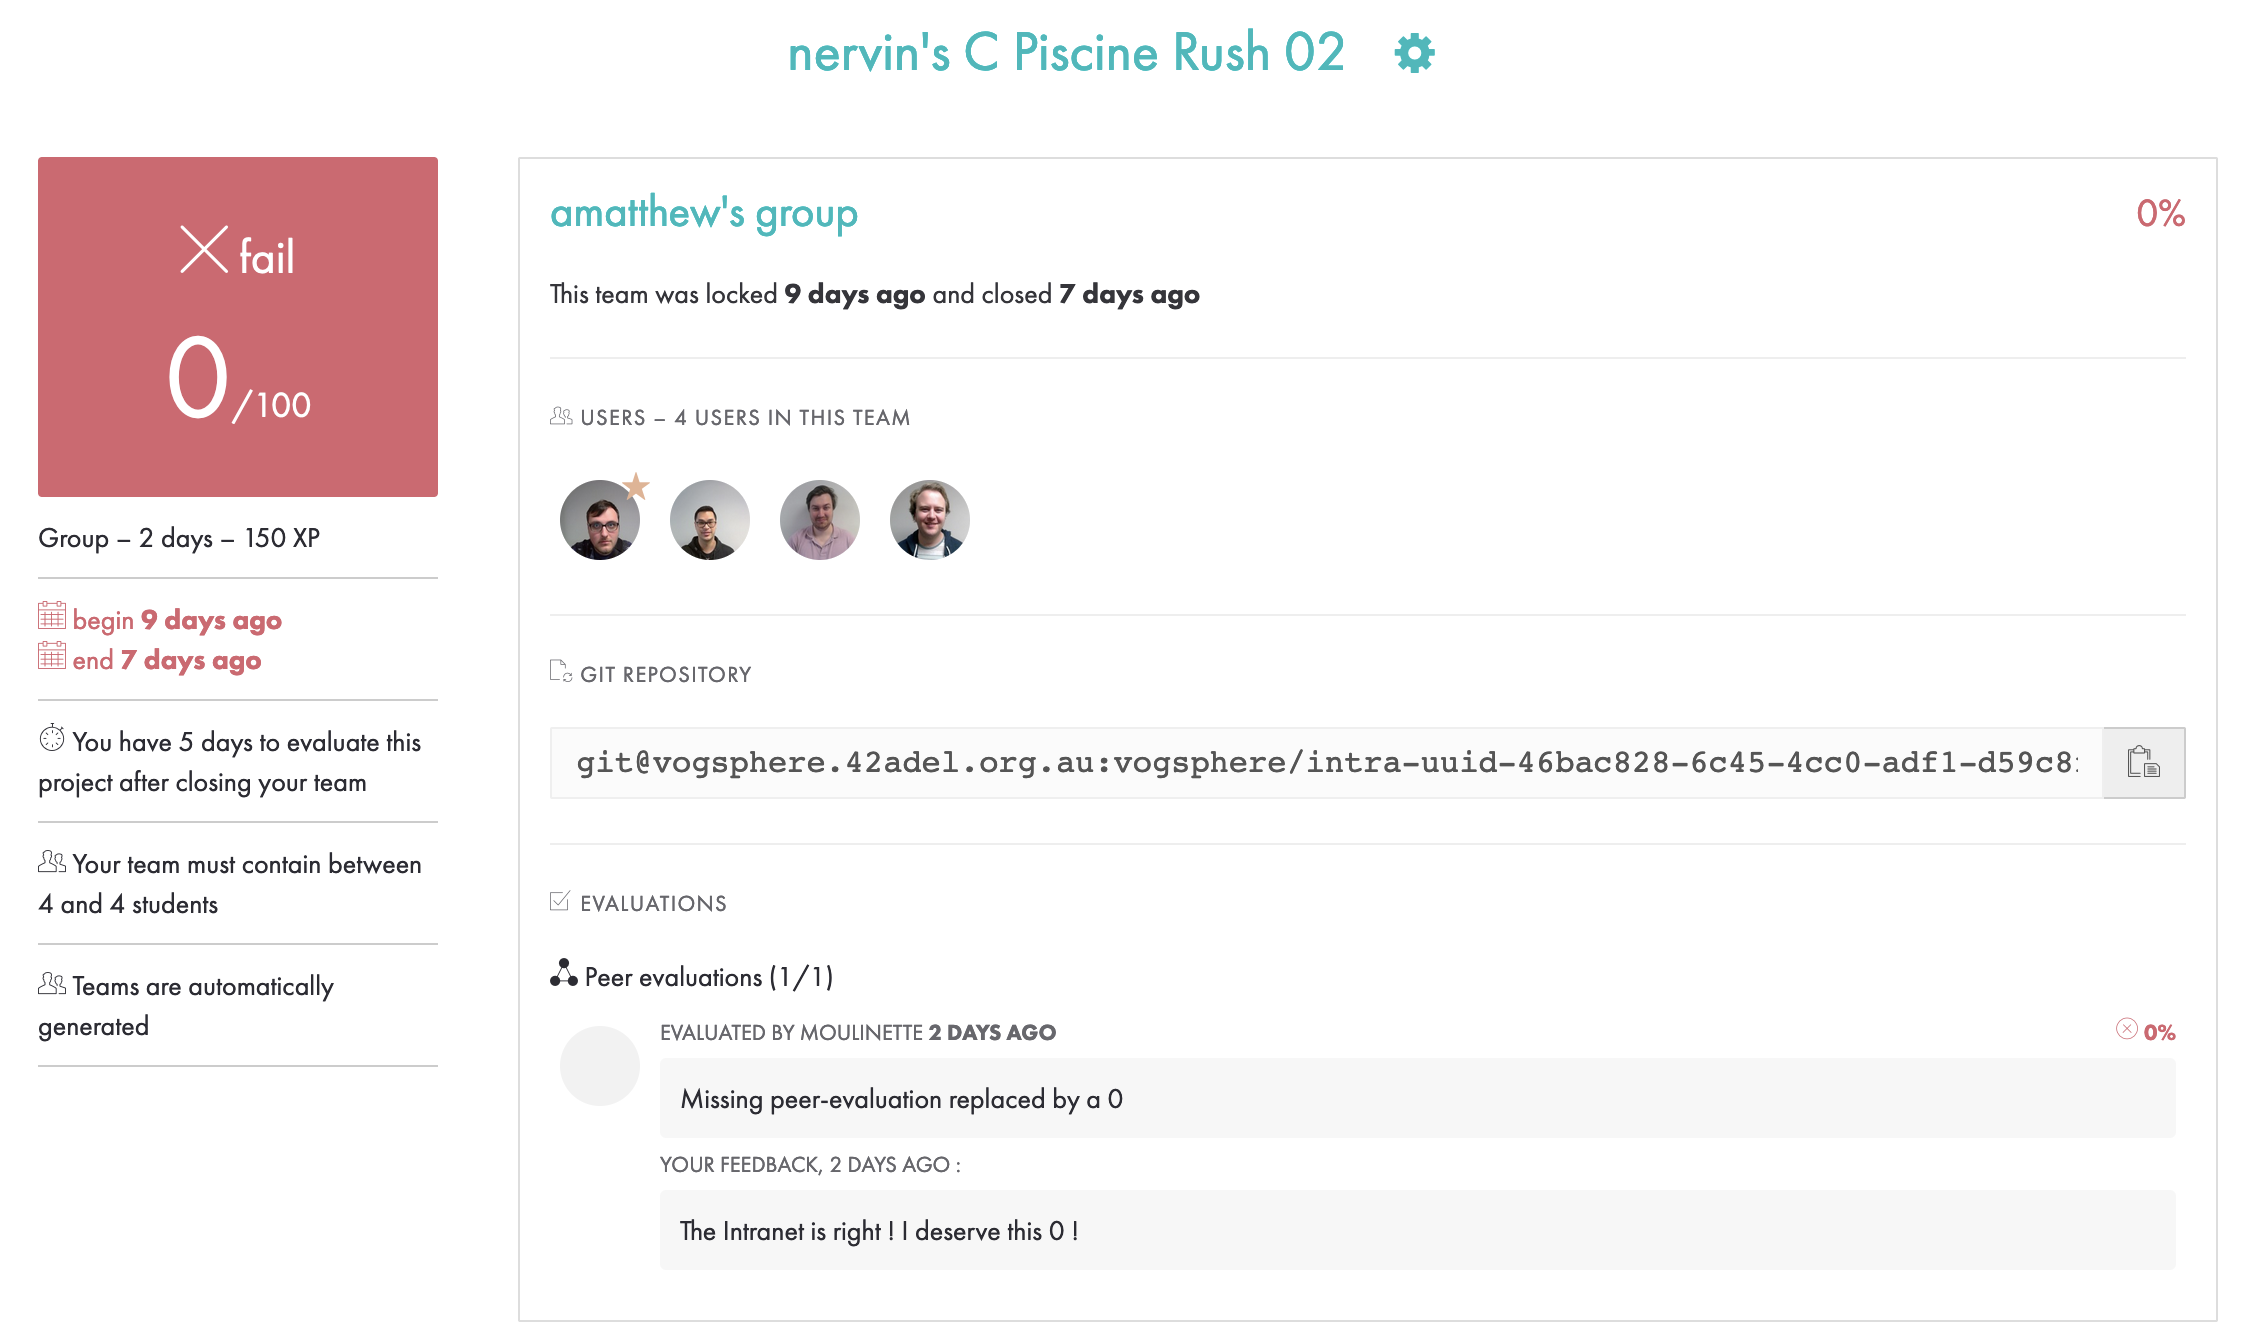 nervin's C Piscine Rush 02
fail
0/100
Group – 2 days – 150 XP
begin 9 days ago
end 7 days ago
You have 5 days to evaluate this
project after closing your team
Your team must contain between
4 and 4 students
Teams are automatically
generated
amatthew's group
0%
This team was locked 9 days ago and closed 7 days ago
USERS – 4 USERS IN THIS TEAM
GIT REPOSITORY
git@vogsphere.42adel.org.au:vogsphere/intra-uuid-46bac828-6c45-4cc0-adf1-d59c8
EVALUATIONS
Peer evaluations (1/1)
EVALUATED BY MOULINETTE 2 DAYS AGO
0%
Missing peer-evaluation replaced by a 0
YOUR FEEDBACK, 2 DAYS AGO :
The Intranet is right ! I deserve this 0 !